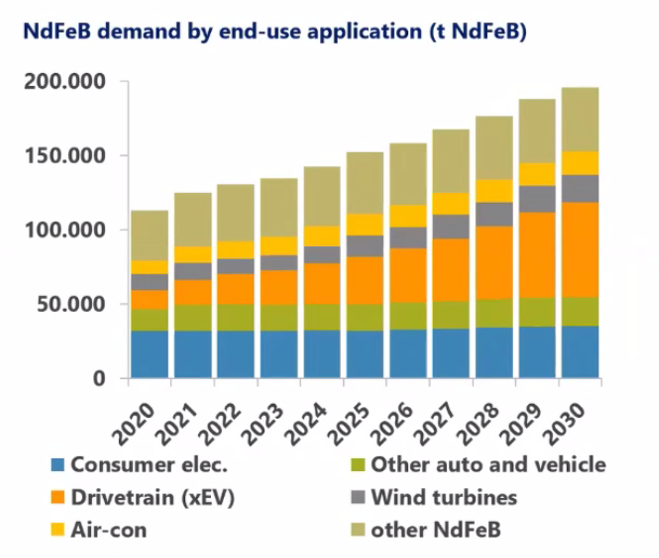 NdFeB demand by end-use application (t NdFeB)
200.000
150.000
100.000
50.000
0
2020 2021 2022 2023 2024 2025 2026 2027 2028 2029 2030
Consumer elec. Other auto and vehicle
Drivetrain (xEV) Wind turbines
Air-con other NdFeB